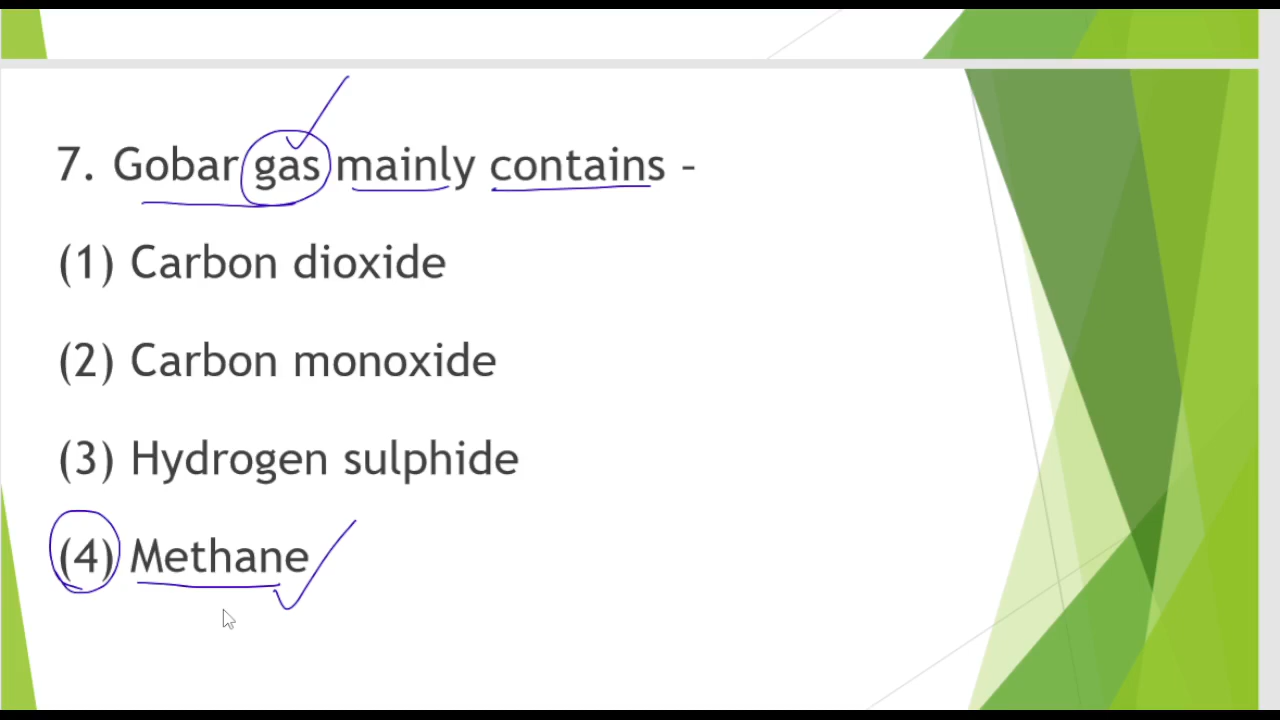 7. Gobar gas mainly contains -
(1) Carbon dioxide
(2) Carbon monoxide
(3) Hydrogen sulphide
(4) Methane